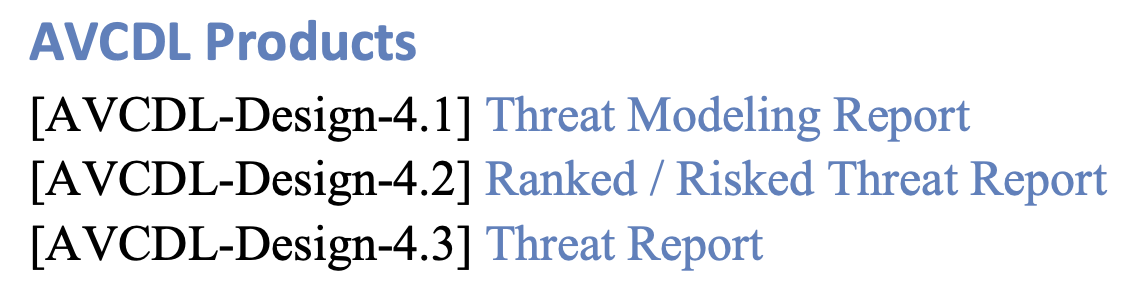 AVCDL Products
[AVCDL-Design-4.1] Threat Modeling Report
[AVCDL-Design-4.2] Ranked / Risked Threat Report
[AVCDL-Design-4.3] Threat Report